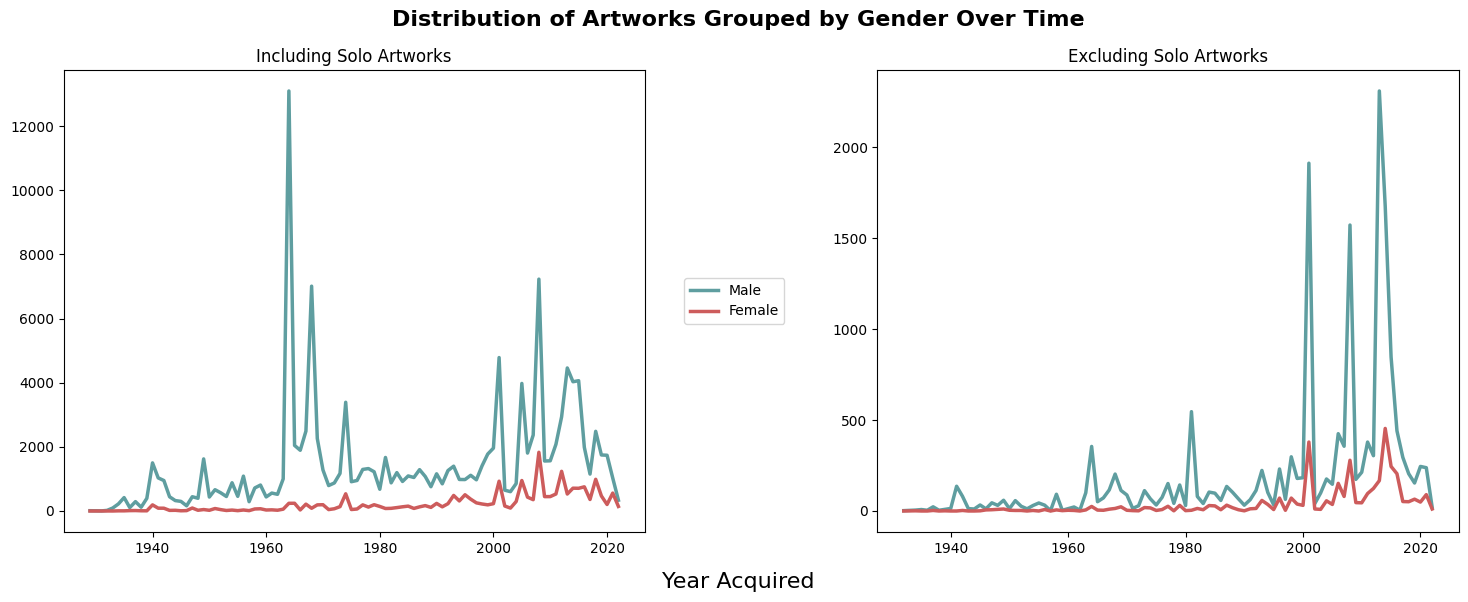 Distribution of Artworks Grouped by Gender Over Time
Including Solo Artworks
12000
10000
8000
6000
4000
2000
0
1940 1960 1980 2000 2020
Male
Female
Excluding Solo Artworks
2000
1500
1000
500
0
1940 1960 1980 2000 2020
Year Acquired